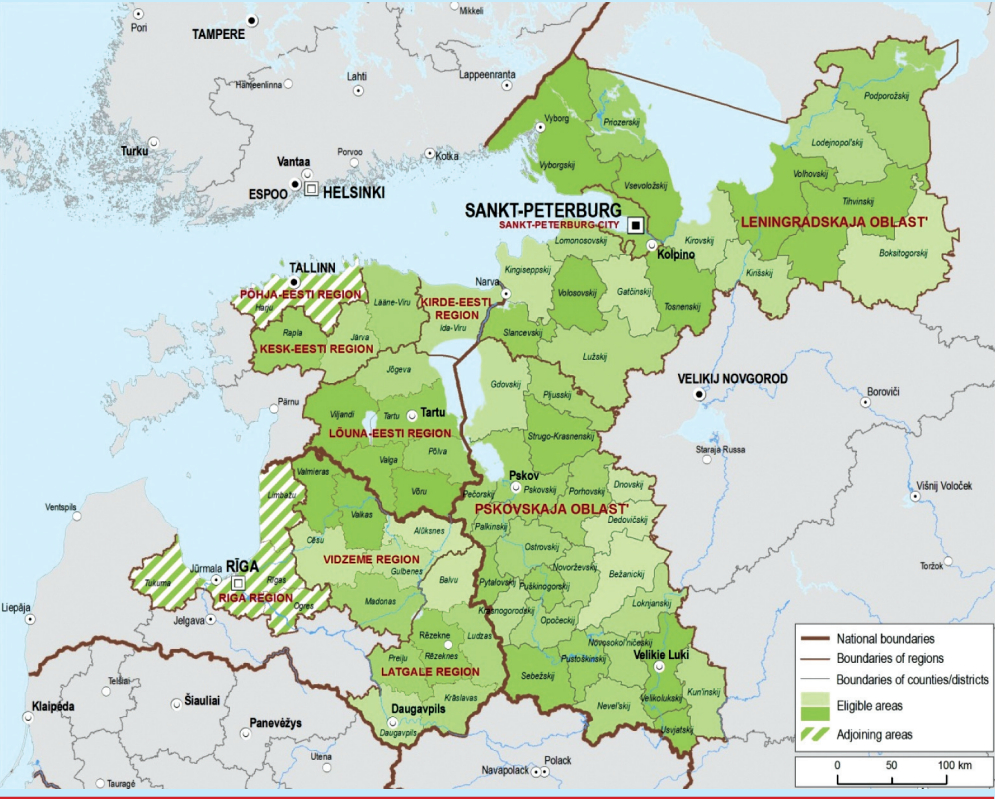 Pori
TAMPERE
Mikkeli
Hämeenlinna
Lahti
Lappeenranta
Turku
Vantaa
Porvoo
Kotka
ESPOO
HELSINKI
Vyborg
Priozerskij
Vyborgskij
Vsevoložskij
Podporožskij
Lodejnopol'skij
Volhovskij
Tihvinskij
LENINGRADSKAJA OBLAST'
Boksitogorskij
SANKT-PETERBURG
SANKT-PETERBURG-CITY
Lomonosovskij
Kolpino
Kirovskij
Kirišskij
TALLINN
PÕHJA-EESTI REGION
Harju
Lääne-Viru
KIRDE-EESTI
REGION
Ida-Viru
Narva
Kingiseppskij
Volosovskij
Gatčinskij
Tosnenskij
Rapla
Järva
KESK-EESTI REGION
Slancevskij
Lužskij
Jõgeva
Gdovskij
Pljusskij
VELIKIJ NOVGOROD
Boroviči
Pärnu
Viljandi
Tartu
Tartu
LÕUNA-EESTI REGION
Strugo-Krasnenskij
Staraja Russa
Valga
Põlva
Võru
Valmieras
Limbažu
Pskov
Pečorskij
Pskovskij
Porhovskij
Dnovskij
Višnij Voloček
PSKOVSKAJA OBLAST'
Dedovičskij
Ventspils
Valkas
Alūksnes
Palkinskij
Cēsu
VIDZEME REGION
Gulbenes
Balvu
Ostrovskij
Novorževskij
Bežanickij
Toržok
Jūrmala
RĪGA
Tukuma
Rīgas
RIGA REGION
Ogres
Madonas
Pytalovskij
Puškinogorskij
Krasnogorodskij
Opočeckij
Loknjanskij
Liepāja
Jelgava
Rēzekne
Ludzas
Preiļu
Rēzeknes
LATGALE REGION
Krāslavas
Novosokol'ničeskij
Pustoškinskij
Velikie Luki
Sebežskij
Telšiai
Šiauliai
Klaipėda
Panevėžys
Daugavpils
Daugavpils
Nevel'skij
Velikolukskij
Kun'inskij
Usvjatskij
Utena
Tauragė
Navapolack
Polack
National boundaries
Boundaries of regions
Boundaries of counties/districts
Eligible areas
Adjoining areas
0 50 100 km